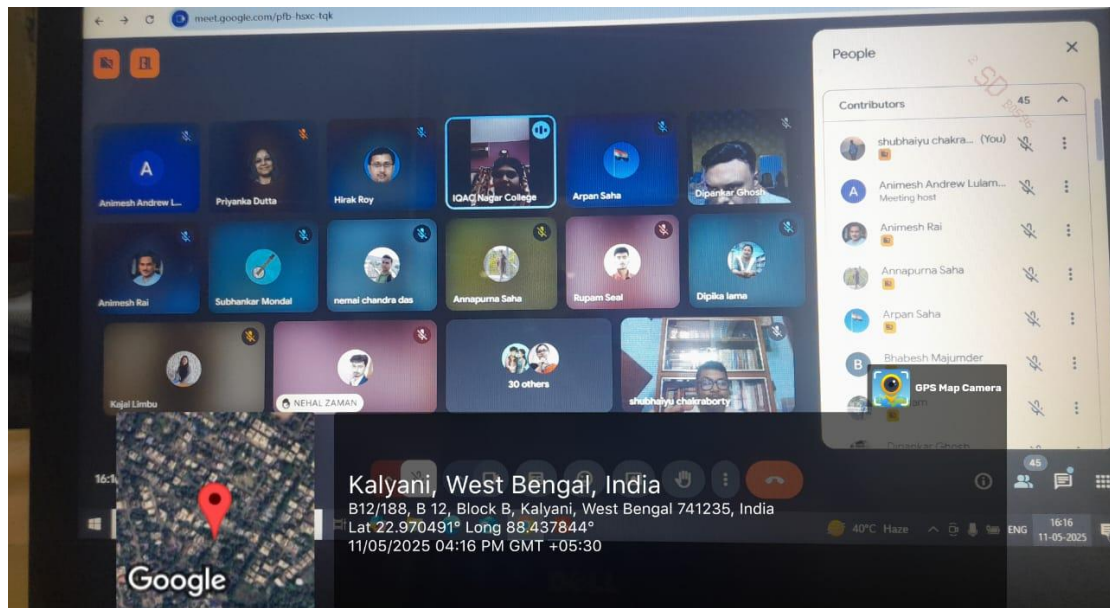 meet.google.com/pfb-hsxc-tqk
People
Contributors
45
2 SD
shubhaiyu chakra... (You)
Animesh Andrew Lulam...
Meeting host
Animesh Rai
Annapurna Saha
Arpan Saha
B
Bhabesh Majumder
Dipankar Ghosh
A
Animesh Andrew L...
Priyanka Dutta
Hirak Roy
IQAC Nagar College
Arpan Saha
Dipankar Ghosh
Animesh Rai
Subhankar Mondal
nemai chandra das
Annapurna Saha
Rupam Seal
Dipika lama
Kajal Limbu
NEHAL ZAMAN
30 others
shubhaiyu chakraborty
GPS Map Camera
45
Kalyani, West Bengal, India
B12/188, B 12, Block B, Kalyani, West Bengal 741235, India
Lat 22.970491° Long 88.437844°
11/05/2025 04:16 PM GMT +05:30
Google
40°C Haze
ENG
16:16
11-05-2025